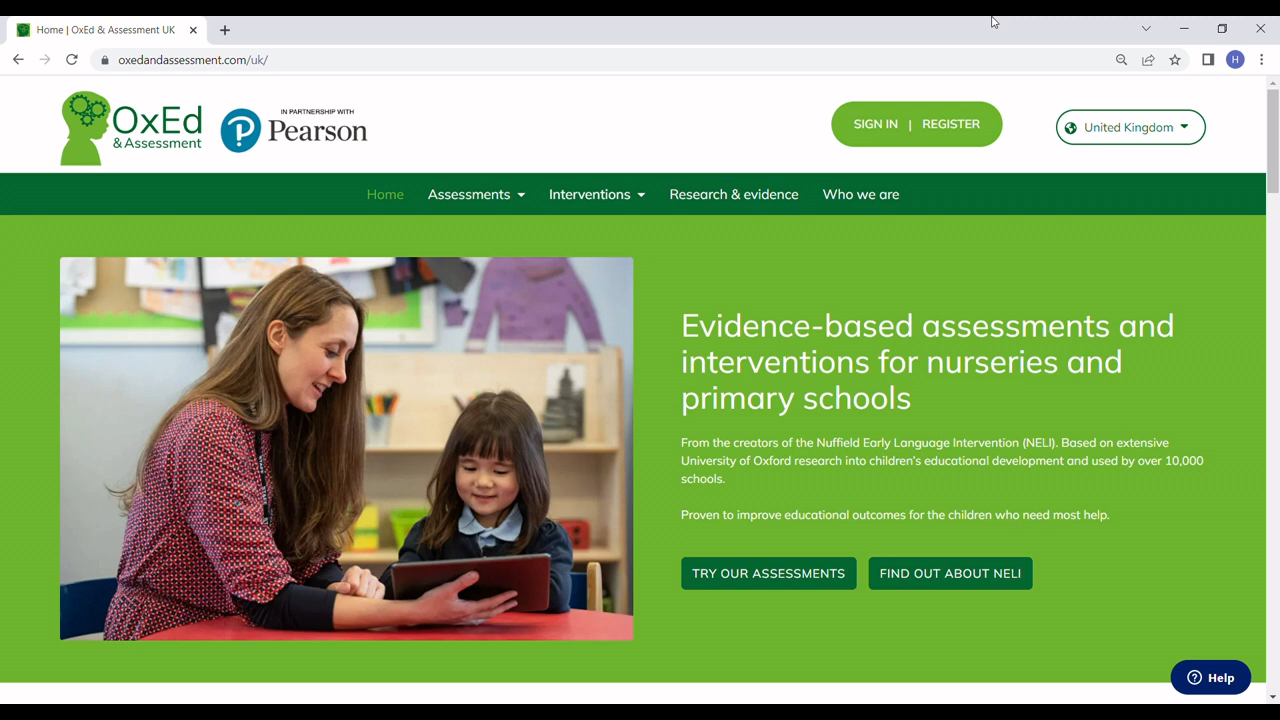 Home | OxEd & Assessment UK
oxedandassessment.com/uk/
H
OxEd
& Assessment
IN PARTNERSHIP WITH
P Pearson
SIGN IN | REGISTER
United Kingdom
Home Assessments Interventions Research & evidence Who we are
Evidence-based assessments and
interventions for nurseries and
primary schools
From the creators of the Nuffield Early Language Intervention (NELI). Based on extensive
University of Oxford research into children's educational development and used by over 10,000
schools.
Proven to improve educational outcomes for the children who need most help.
TRY OUR ASSESSMENTS FIND OUT ABOUT NELI
? Help